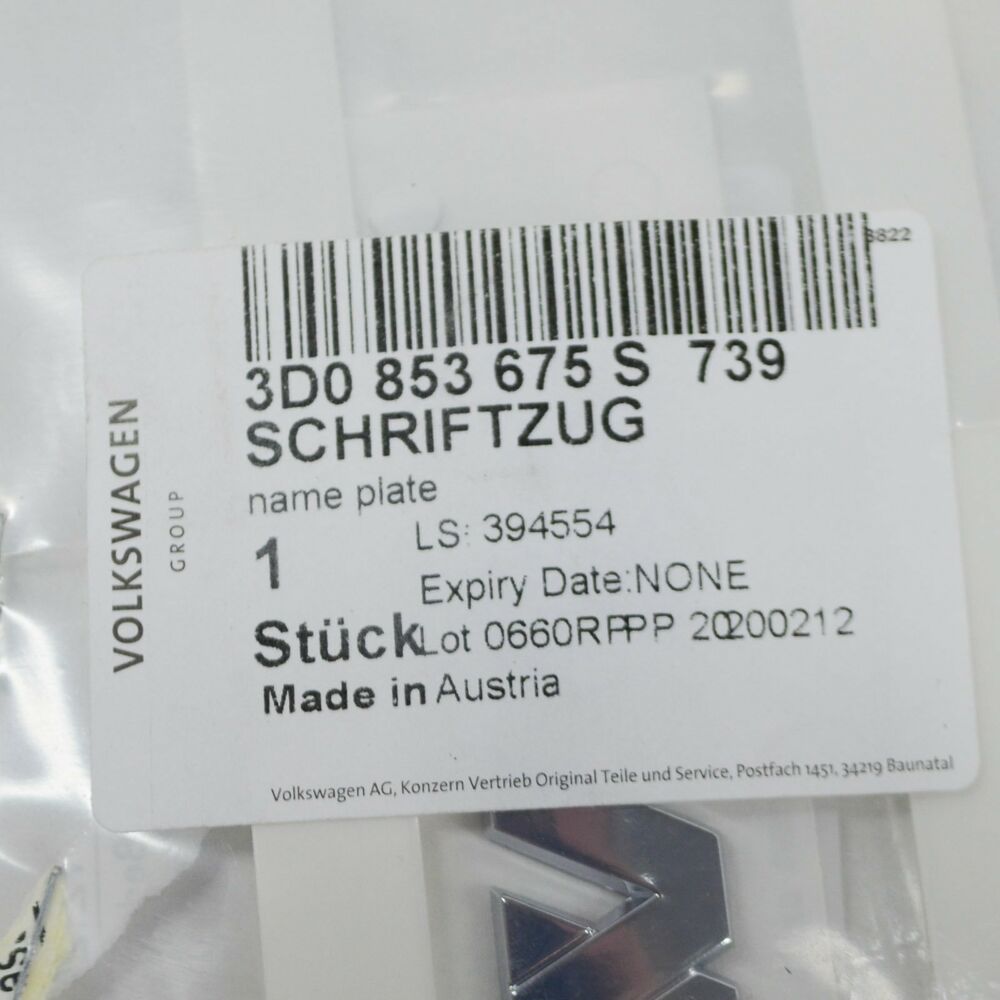 3822
3D0 853 675 S 739
SCHRIFTZUG
name plate
LS: 394554
1
Expiry Date:NONE
Stück
Lot 0660RPPP 20200212
Made in Austria
Volkswagen AG, Konzern Vertrieb Original Teile und Service, Postfach 1451, 34219 Baunatal
VOLKSWAGEN
GROUP